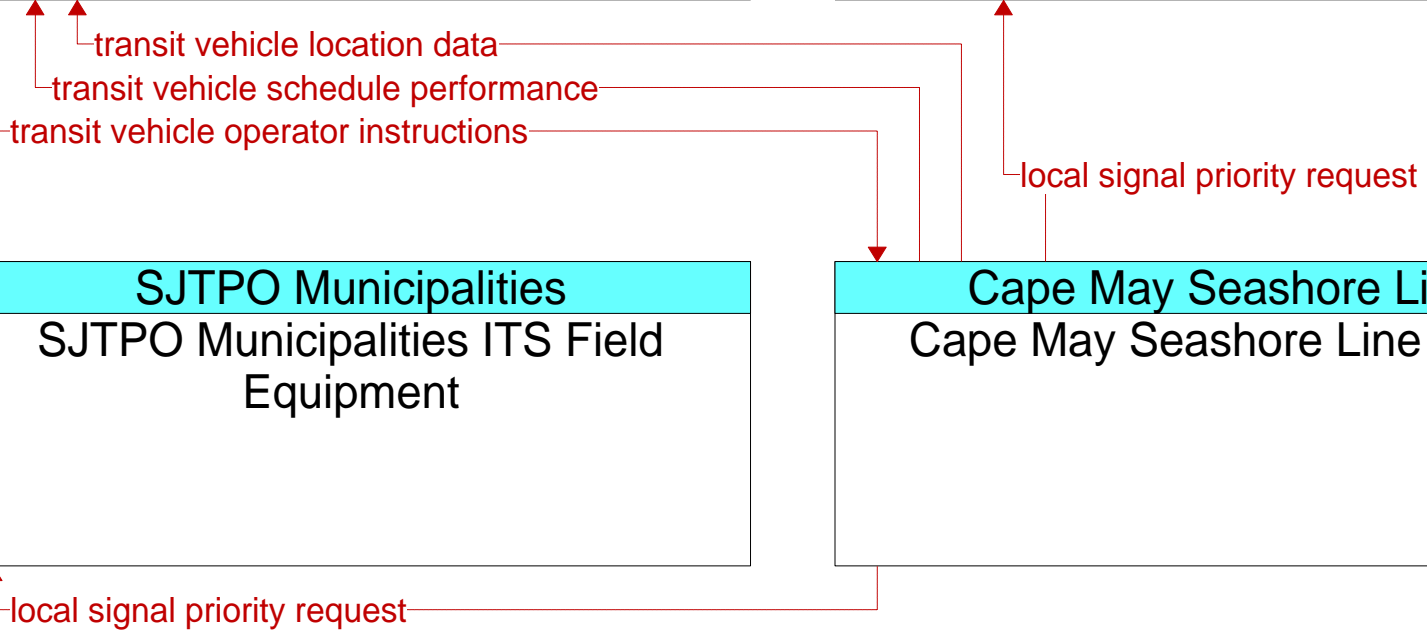 transit vehicle location data
transit vehicle schedule performance
transit vehicle operator instructions
local signal priority request
SJTPO Municipalities
SJTPO Municipalities ITS Field
Equipment
Cape May Seashore
Cape May Seashore Line
local signal priority request